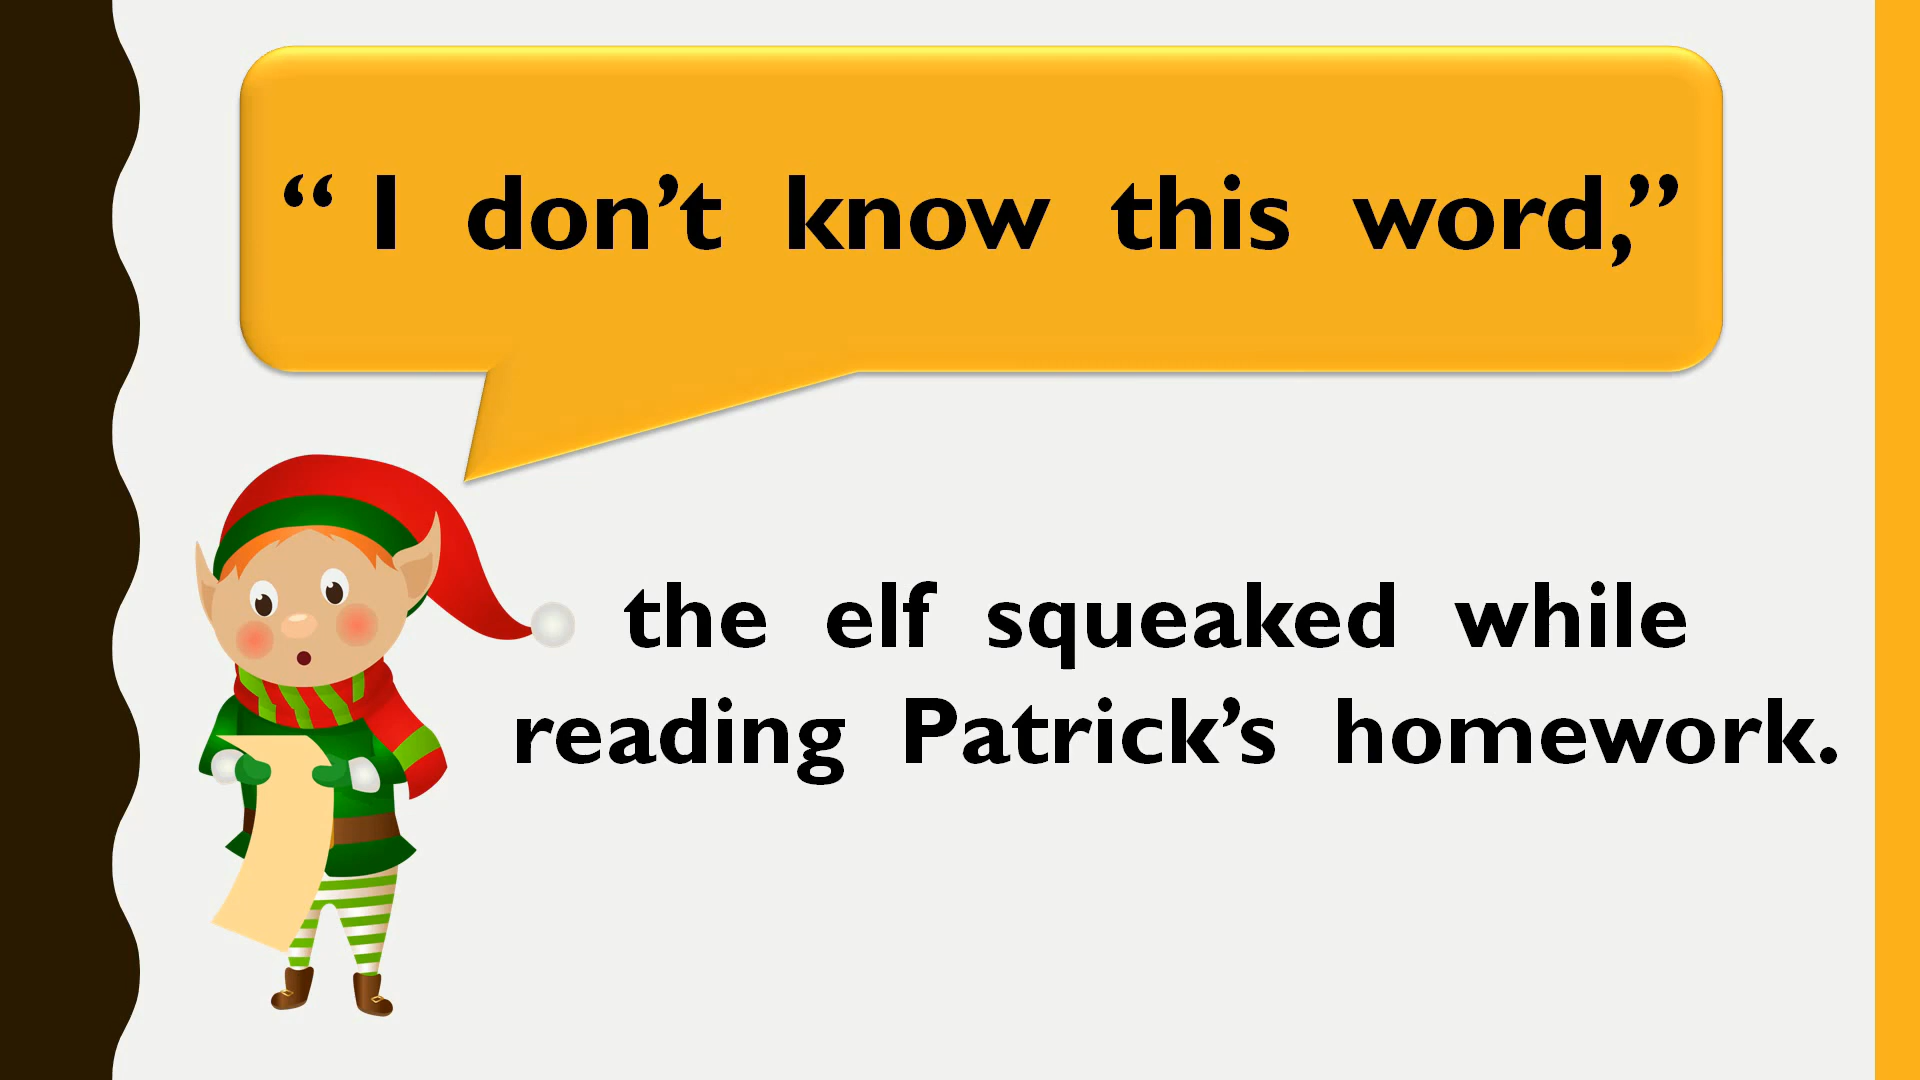 “ I don’t know this word,”
the elf squeaked while
reading Patrick’s homework.